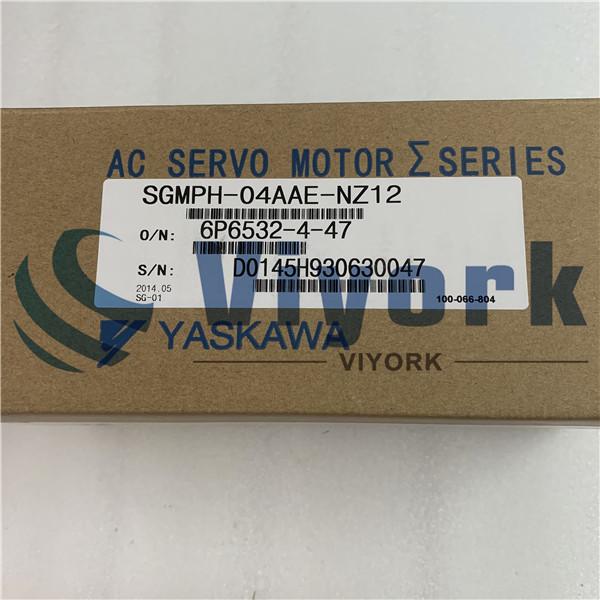 AC SERVO MOTOR Σ SERIES
SGMPH-04AAE-NZ12
O/N: 6P6532-4-47
S/N: D0145H930630047
2014.05
SG-01
100-066-804
Viyork
YASKAWA
VIYORK